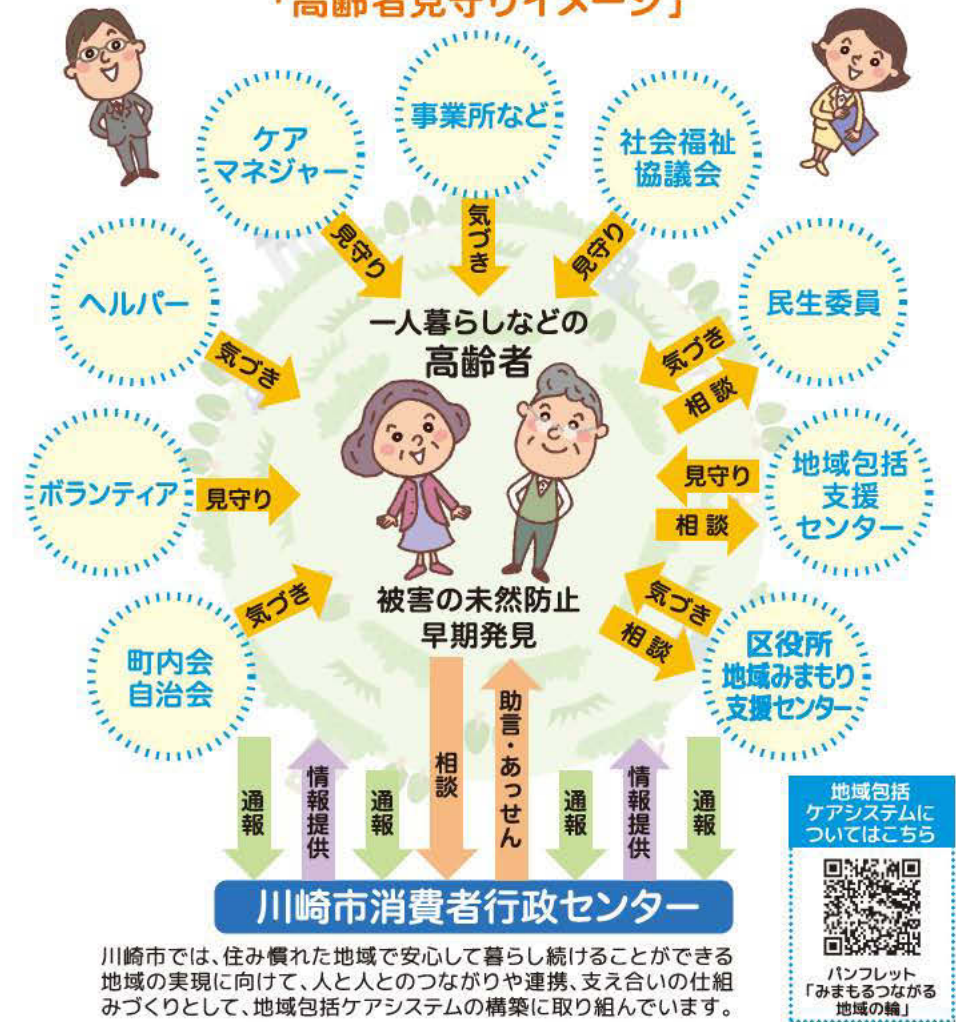 「高齢者見守りイメージ」
事業所など
ケア
マネジャー
社会福祉
協議会
見守り
気づき
見守り
ヘルパー
民生委員
一人暮らしなどの
高齢者
気づき
気づき
相談
ボランティア
見守り
地域包括
支援
センター
見守り
相談
被害の未然防止
早期発見
町内会
自治会
気づき
気づき
相談
区役所
地域みまもり
支援センター
通報
情報提供
通報
相談
助言・あっせん
通報
情報提供
通報
川崎市消費者行政センター
川崎市では、住み慣れた地域で安心して暮らし続けることができる
地域の実現に向けて、人と人とのつながりや連携、支え合いの仕組
みづくりとして、地域包括ケアシステムの構築に取り組んでいます。
地域包括
ケアシステムに
ついてはこちら
パンフレット
「みまもるつながる
地域の輪」